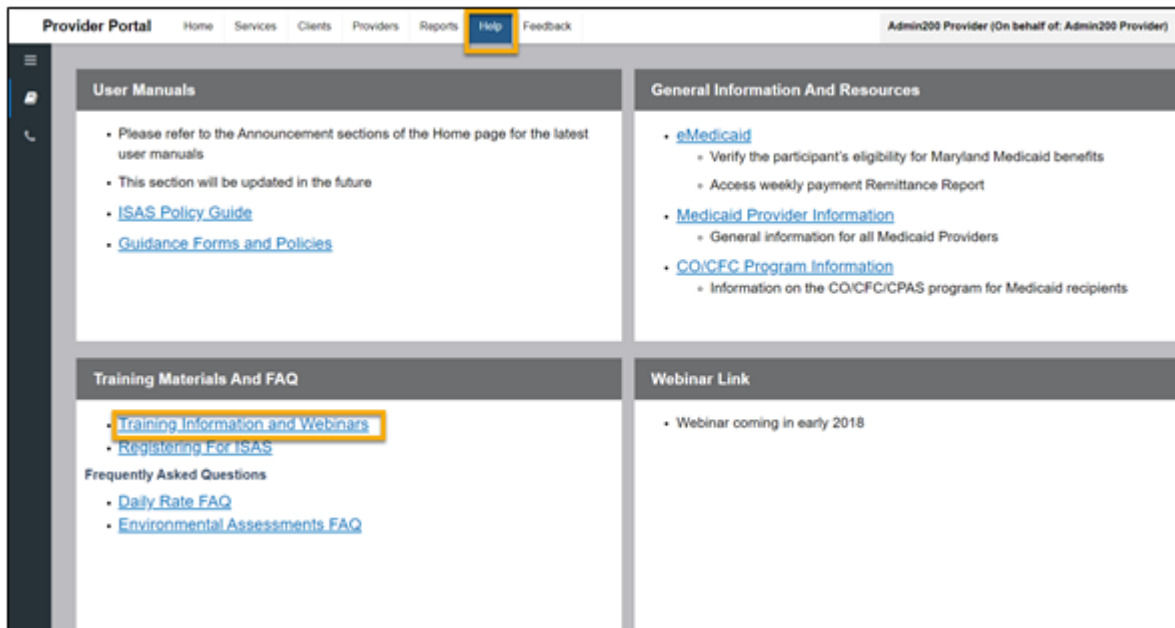 Provider Portal Home Services Clients Providers Reports Help Feedback Admin200 Provider (On behalf of: Admin200 Provider)
User Manuals
Please refer to the Announcement sections of the Home page for the latest
user manuals
This section will be updated in the future
ISAS Policy Guide
Guidance Forms and Policies
General Information And Resources
eMedicaid
Verify the participant's eligibility for Maryland Medicaid benefits
Access weekly payment Remittance Report
Medicaid Provider Information
General information for all Medicaid Providers
CO/CFC Program Information
Information on the CO/CFC/CPAS program for Medicaid recipients
Training Materials And FAQ
Training Information and Webinars
Registering For ISAS
Frequently Asked Questions
Daily Rate FAQ
Environmental Assessments FAQ
Webinar Link
Webinar coming in early 2018